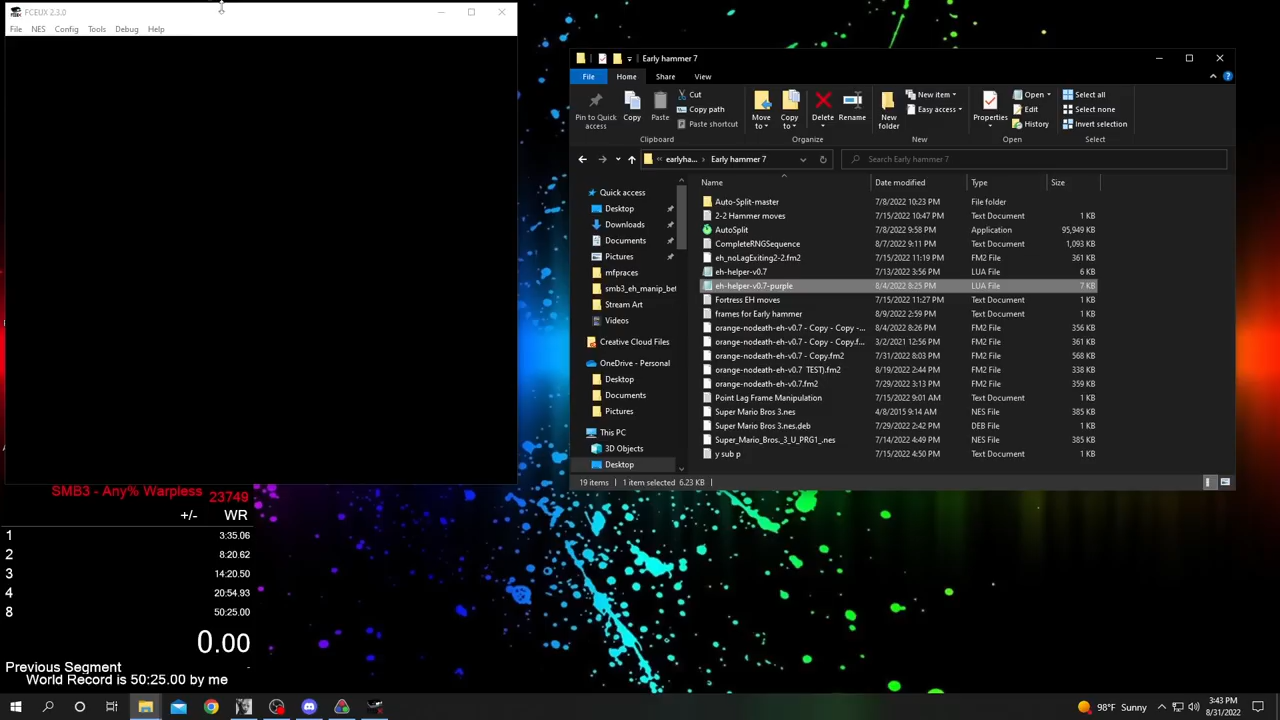 FCEUX 2.3.0
File NES Config Tools Debug Help
Early hammer 7
File Home Share View
Pin to Quick access
Copy
Paste
Cut
Copy path
Paste shortcut
Clipboard
Move to
Copy to
Delete
Rename
Organize
New folder
New item
Easy access
New
Properties
Open
Edit
History
Open
Select all
Select none
Invert selection
Select
« earlyha... > Early hammer 7
Search Early hammer 7
Quick access
Desktop
Downloads
Documents
Pictures
mfpraces
smb3_eh_manip_bet
Stream Art
Videos
Creative Cloud Files
OneDrive - Personal
Desktop
Documents
Pictures
This PC
3D Objects
Desktop
Name Date modified Type Size
Auto-Split-master 7/8/2022 10:23 PM File folder
2-2 Hammer moves 7/15/2022 10:47 PM Text Document 1 KB
AutoSplit 7/8/2022 9:58 PM Application 95,949 KB
CompleteRNGSequence 8/7/2022 9:11 PM Text Document 1,093 KB
eh_noLagExiting2-2.fm2 7/15/2022 11:19 PM FM2 File 361 KB
eh-helper-v0.7 7/13/2022 3:56 PM LUA File 6 KB
eh-helper-v0.7-purple 8/4/2022 8:25 PM LUA File 7 KB
Fortress EH moves 7/15/2022 11:27 PM Text Document 1 KB
frames for Early hammer 8/9/2022 2:59 PM Text Document 1 KB
orange-nodeath-eh-v0.7 - Copy - Copy -... 8/4/2022 8:26 PM FM2 File 356 KB
orange-nodeath-eh-v0.7 - Copy - Copy.f... 3/2/2021 12:56 PM FM2 File 361 KB
orange-nodeath-eh-v0.7 - Copy.fm2 7/31/2022 8:03 PM FM2 File 568 KB
orange-nodeath-eh-v0.7 TEST).fm2 8/19/2022 2:44 PM FM2 File 338 KB
orange-nodeath-eh-v0.7.fm2 7/29/2022 3:13 PM FM2 File 359 KB
Point Lag Frame Manipulation 7/15/2022 9:01 AM Text Document 1 KB
Super Mario Bros 3.nes 4/8/2015 9:14 AM NES File 385 KB
Super Mario Bros 3.nes.deb 7/29/2022 2:42 PM DEB File 1 KB
Super_Mario_Bros._3_U_PRG1_.nes 7/14/2022 4:49 PM NES File 385 KB
y sub p 7/15/2022 4:50 PM Text Document 1 KB
19 items 1 item selected 6.23 KB
SMB3 - Any% Warpless 23749
+/- WR
1 3:35.06
2 8:20.62
3 14:20.50
4 20:54.93
8 50:25.00
0.00
Previous Segment -
World Record is 50:25.00 by me
98°F Sunny
3:43 PM
8/31/2022